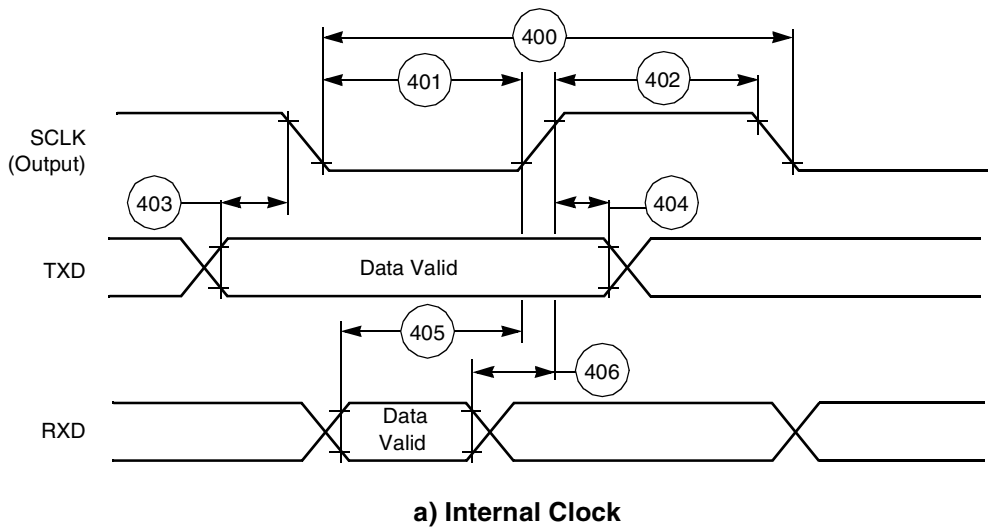 400
401
402
SCLK
(Output)
403
404
TXD
Data Valid
405
406
RXD
Data
Valid
a) Internal Clock